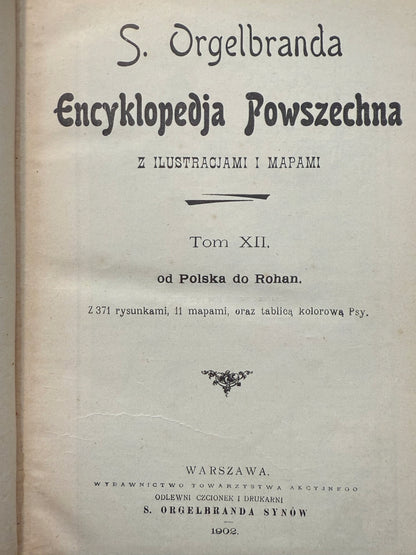 S. Orgelbranda
Encyklopedja Powszechna
Z ILUSTRACJAMI I MAPAMI
Tom XII.
od Polska do Rohan.
Z 371 rysunkami, 11 mapami, oraz tablicą kolorową Psy.
WARSZAWA.
WYDAWNICTWO TOWARZYSTWA AKCYJNEGO
ODLEWNI CZCIONEK I DRUKARNI
S. ORGELBRANDA SYNÓW
1902.